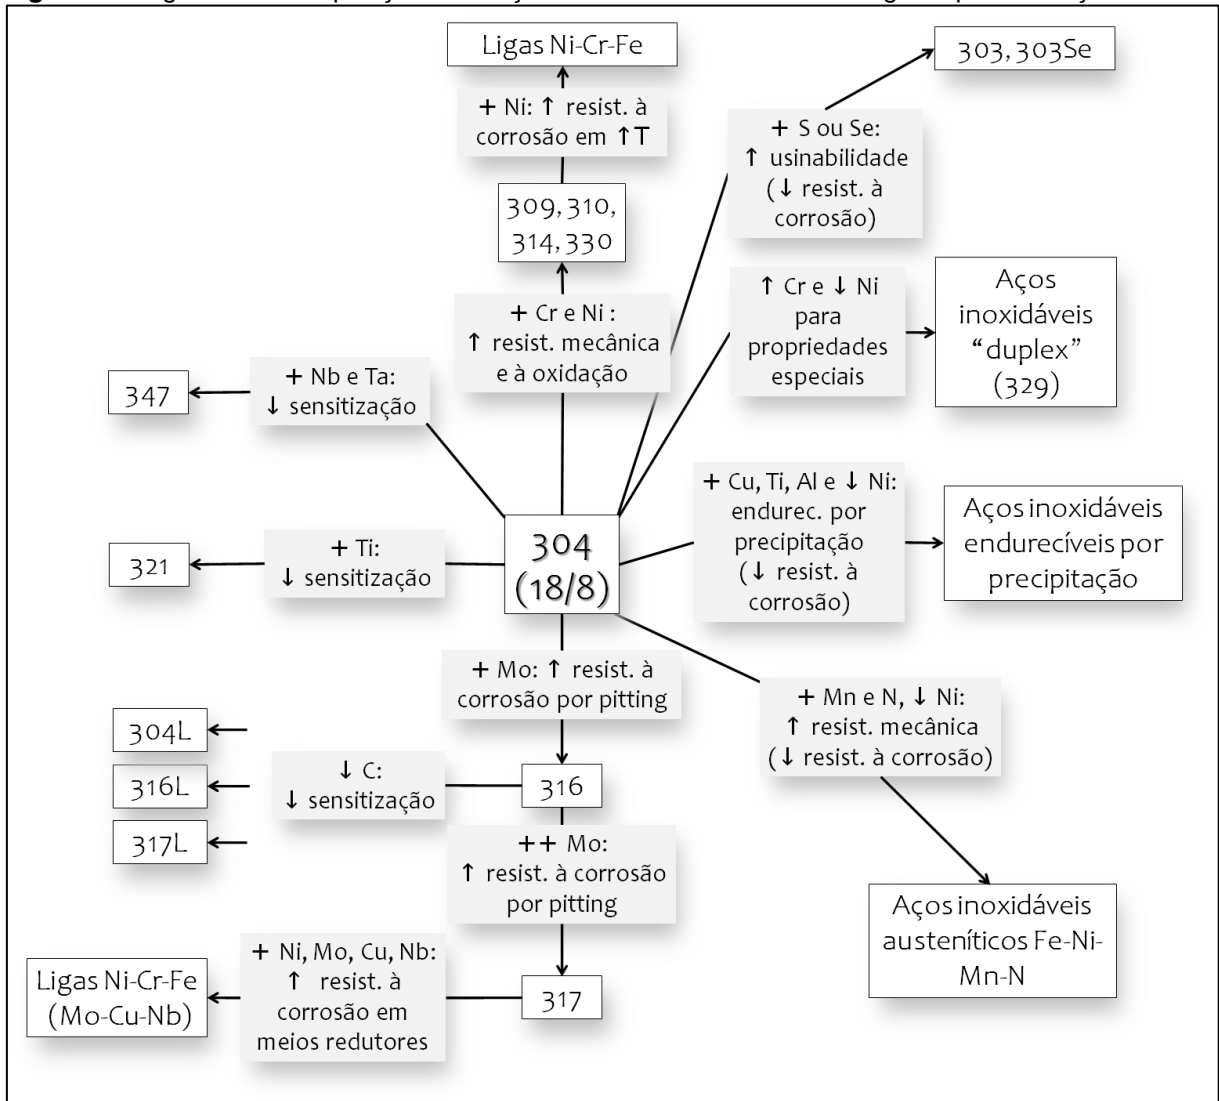 Ligas Ni-Cr-Fe
+ Ni: ↑ resist. à
corrosão em ↑T
309, 310,
314, 330
+ Cr e Ni :
↑ resist. mecânica
e à oxidação
303, 303Se
+ S ou Se:
↑ usinabilidade
(↓ resist. à
corrosão)
↑ Cr e ↓ Ni
para
propriedades
especiais
Aços
inoxidáveis
“duplex”
(329)
347
+ Nb e Ta:
↓ sensitização
321
+ Ti:
↓ sensitização
304
(18/8)
+ Cu, Ti, Al e ↓ Ni:
endurec. por
precipitação
(↓ resist. à
corrosão)
Aços inoxidáveis
endurecíveis por
precipitação
+ Mo: ↑ resist. à
corrosão por pitting
+ Mn e N, ↓ Ni:
↑ resist. mecânica
(↓ resist. à corrosão)
304L
316L
317L
↓ C:
↓ sensitização
316
++ Mo:
↑ resist. à corrosão
por pitting
Aços inoxidáveis
austeníticos Fe-Ni-
Mn-N
Ligas Ni-Cr-Fe
(Mo-Cu-Nb)
+ Ni, Mo, Cu, Nb:
↑ resist. à
corrosão em
meios redutores
317